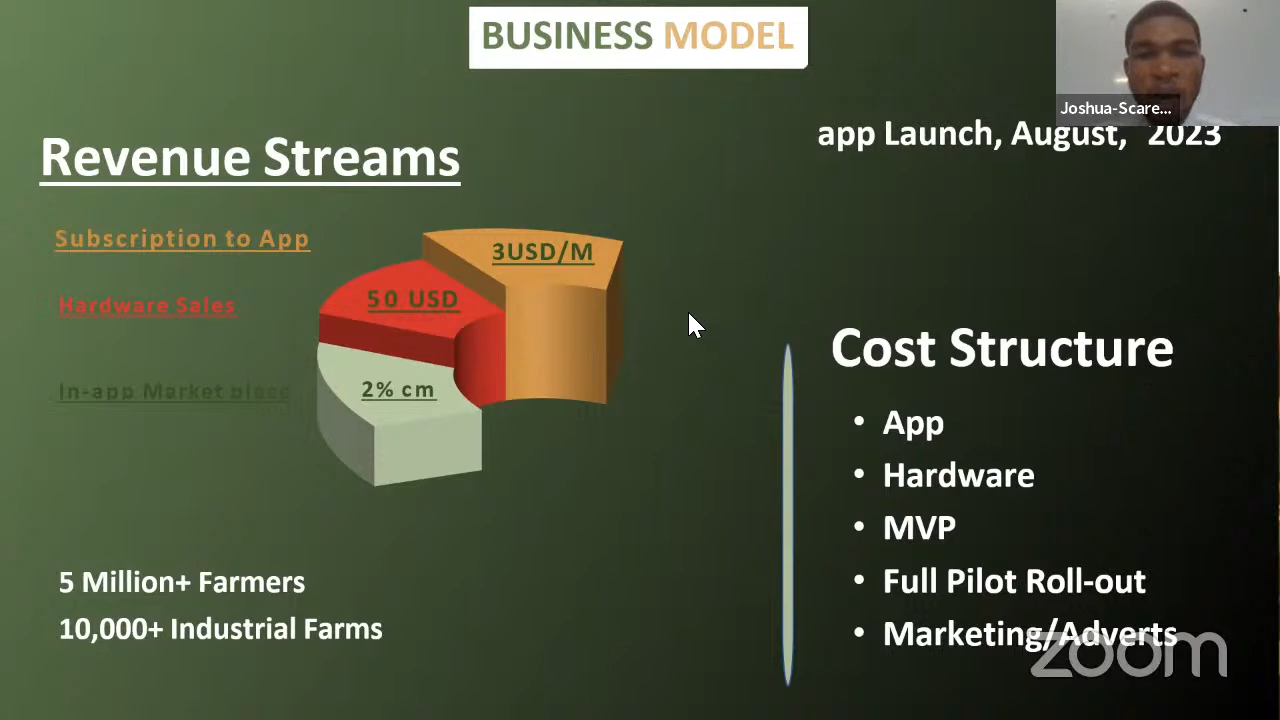 BUSINESS MODEL
Joshua-Scare...
app Launch, August, 2023
Revenue Streams
Subscription to App
3USD/M
Hardware Sales
50 USD
In-app Market place
2% cm
Cost Structure
• App
• Hardware
• MVP
• Full Pilot Roll-out
• Marketing/Adverts
5 Million+ Farmers
10,000+ Industrial Farms
zoom